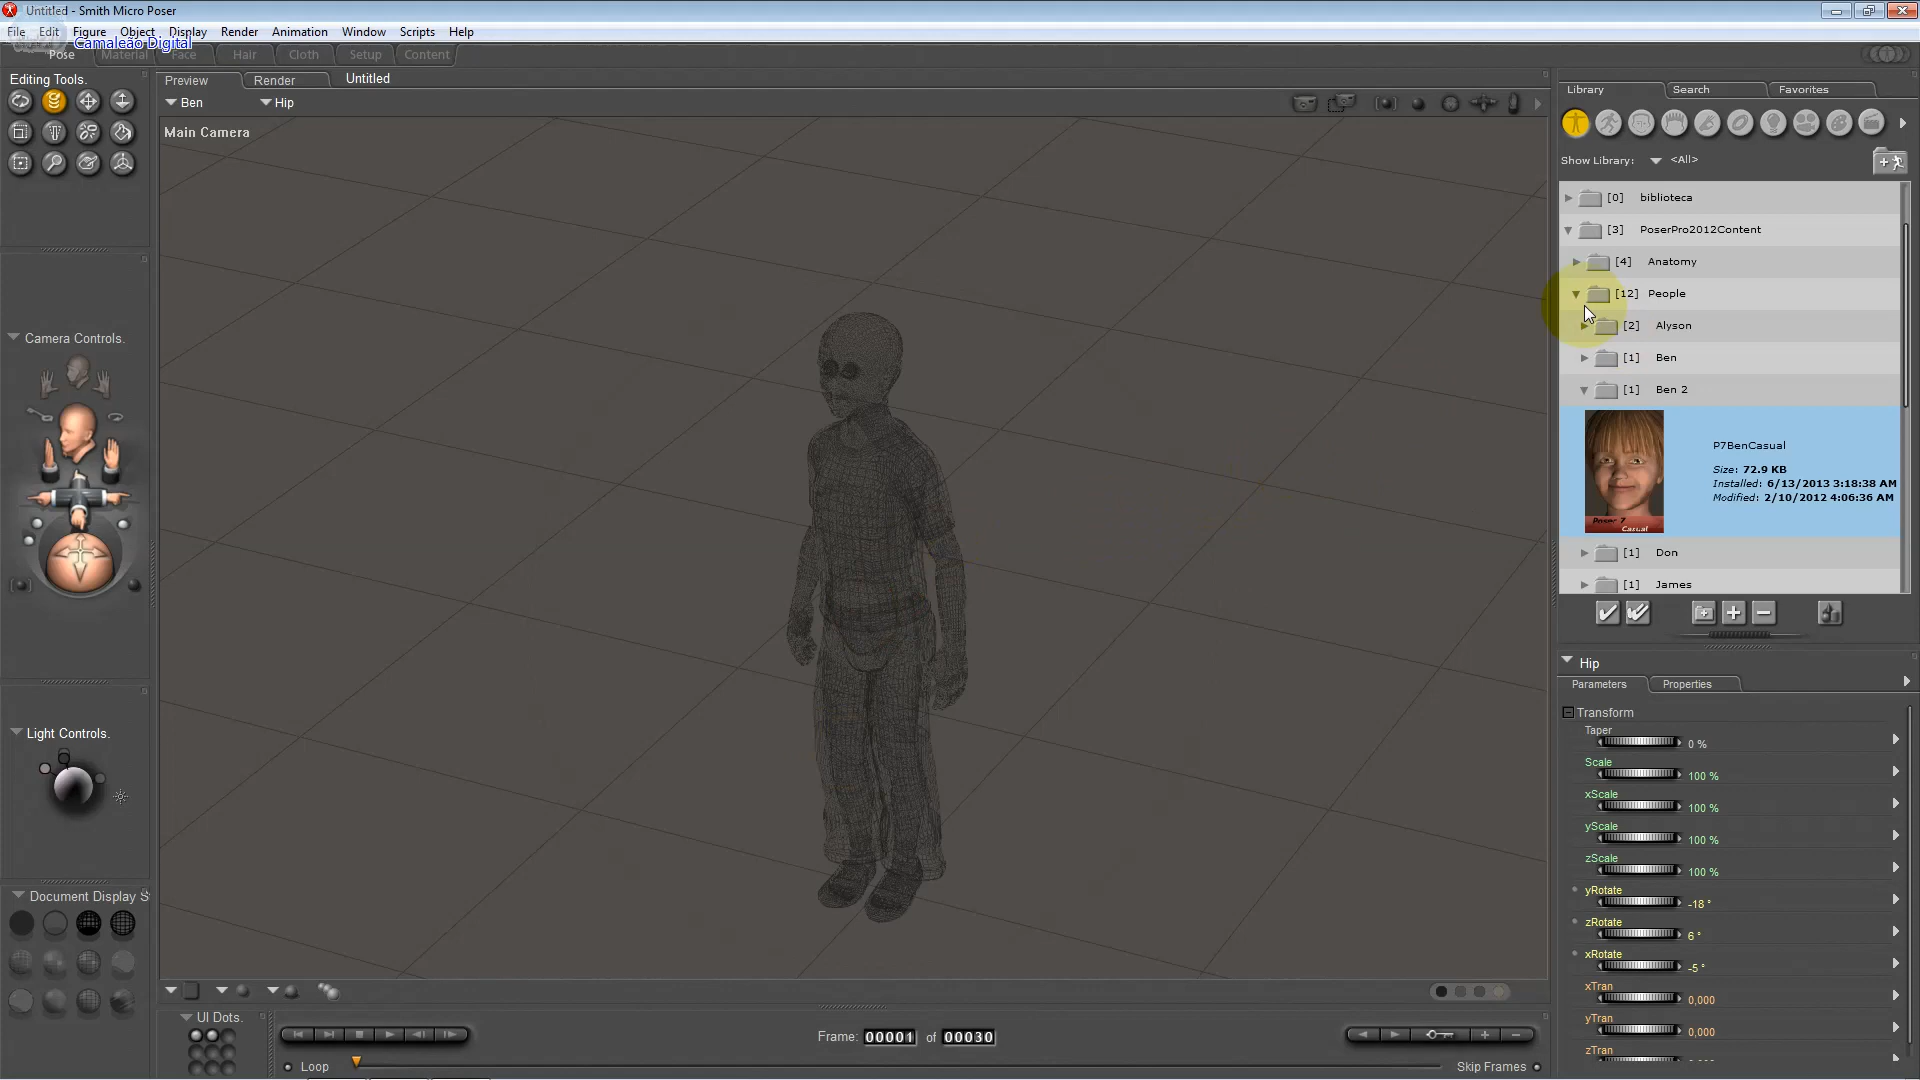 Untitled - Smith Micro Poser
File Edit Figure Object Display Render Animation Window Scripts Help
Camaleão Digital
Pose Material Face Hair Cloth Setup Content
Editing Tools.
Preview Render Untitled
Ben Hip
Main Camera
Camera Controls.
Light Controls.
Document Display S
UI Dots.
Frame: 00001 of 00030
Loop
Skip Frames
Library Search Favorites
Show Library: <All>
[0] biblioteca
[3] PoserPro2012Content
[4] Anatomy
[12] People
[2] Alyson
[1] Ben
[1] Ben 2
P7BenCasual
Size: 72.9 KB
Installed: 6/13/2013 3:18:38 AM
Modified: 2/10/2012 4:06:36 AM
Poser 7
Casual
[1] Don
[1] James
Hip
Parameters Properties
Transform
Taper
0 %
Scale
100 %
xScale
100 %
yScale
100 %
zScale
100 %
yRotate
-18 °
zRotate
6 °
xRotate
-5 °
xTran
0,000
yTran
0,000
zTran